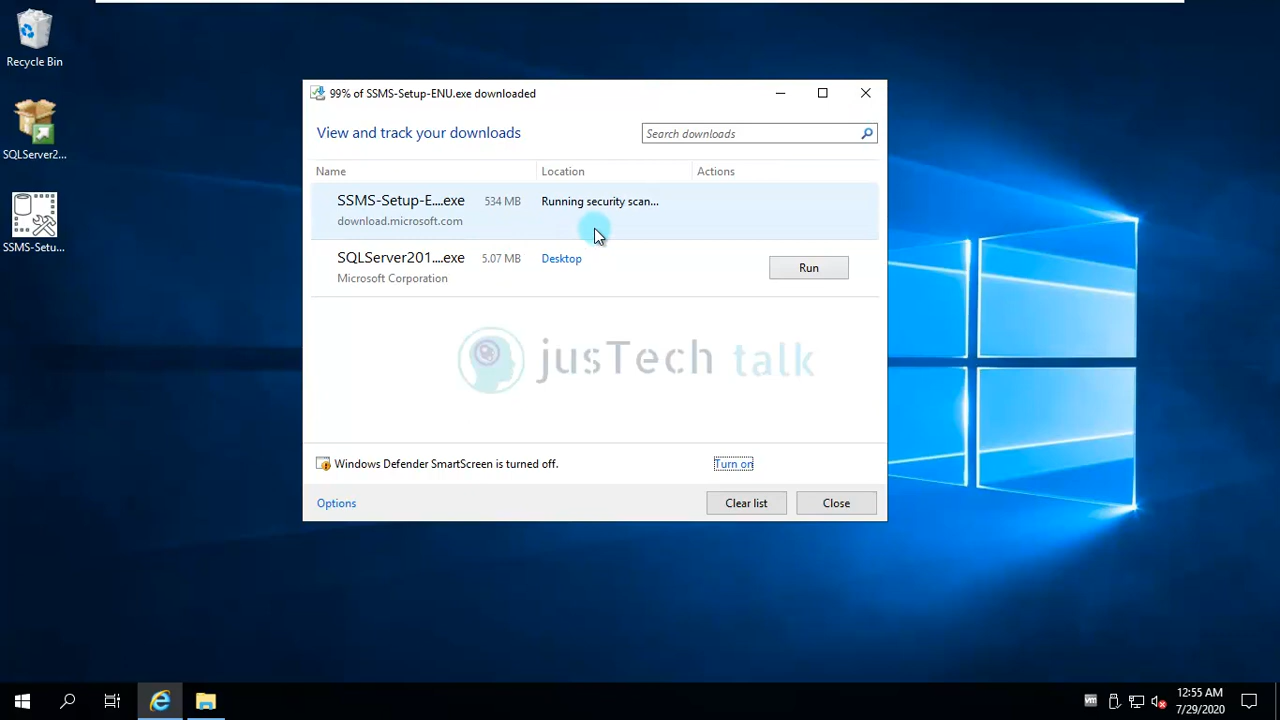 Recycle Bin
SQLServer2...
SSMS-Setu...
99% of SSMS-Setup-ENU.exe downloaded
View and track your downloads
Search downloads
Name Location Actions
SSMS-Setup-E....exe 534 MB Running security scan...
download.microsoft.com
SQLServer201....exe 5.07 MB Desktop Run
Microsoft Corporation
jusTech talk
Windows Defender SmartScreen is turned off. Turn on
Options Clear list Close
vm
12:55 AM
7/29/2020